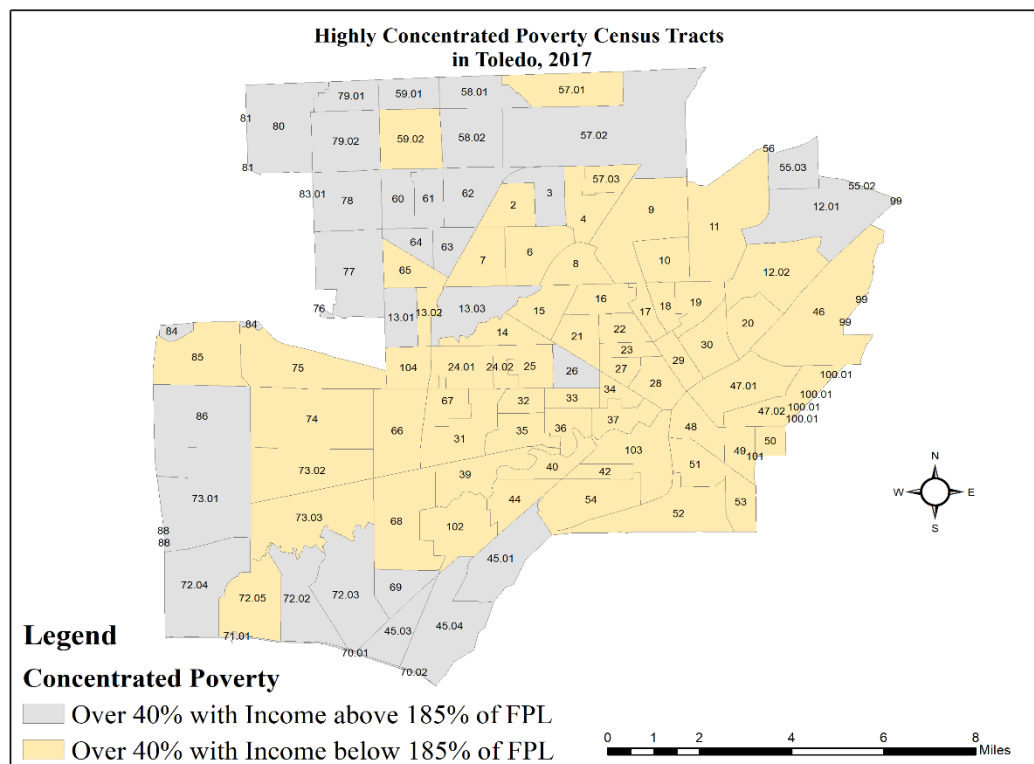 Highly Concentrated Poverty Census Tracts
in Toledo, 2017
57.01
79.01 59.01 58.01
81 80 79.02 59.02 58.02 57.02
56
55.03
81
57.03
55.02
83.01 78 60 61 62 2 3 4 9 12.01 99
11
64 63 7 6
65 8 10 12.02
77
76 13.01 13.02 13.03 15 16 17 18 19 46 99
84 84 14 21 22 20 99
85 75 23 29 30
104 24.01 24.02 25 26 27 28 100.01
86 74 66 67 32 33 34 47.01 100.01
31 35 36 37 47.02 100.01
100.01
48
73.02 39 40 103 49 50
101
73.01 42 51
73.03 68 44 54 53
88 102 52
88
45.01
72.04 72.05 72.02 72.03 69
71.01 45.03 45.04
70.01
70.02
N
W E
S
Legend
Concentrated Poverty
Over 40% with Income above 185% of FPL
Over 40% with Income below 185% of FPL
0 1 2 4 6 8
Miles